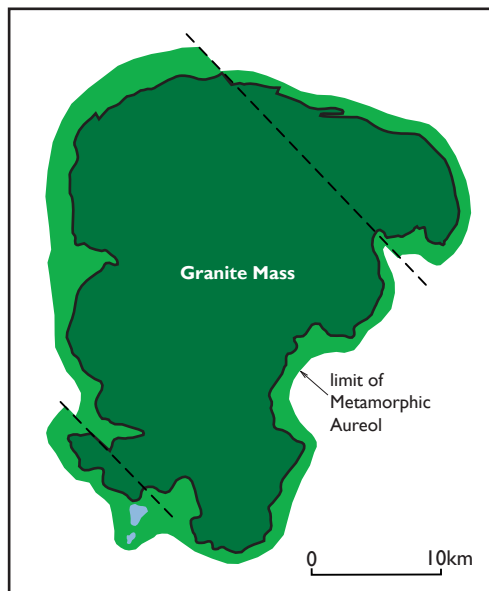 Granite Mass
limit of
Metamorphic
Aureol
0 10km